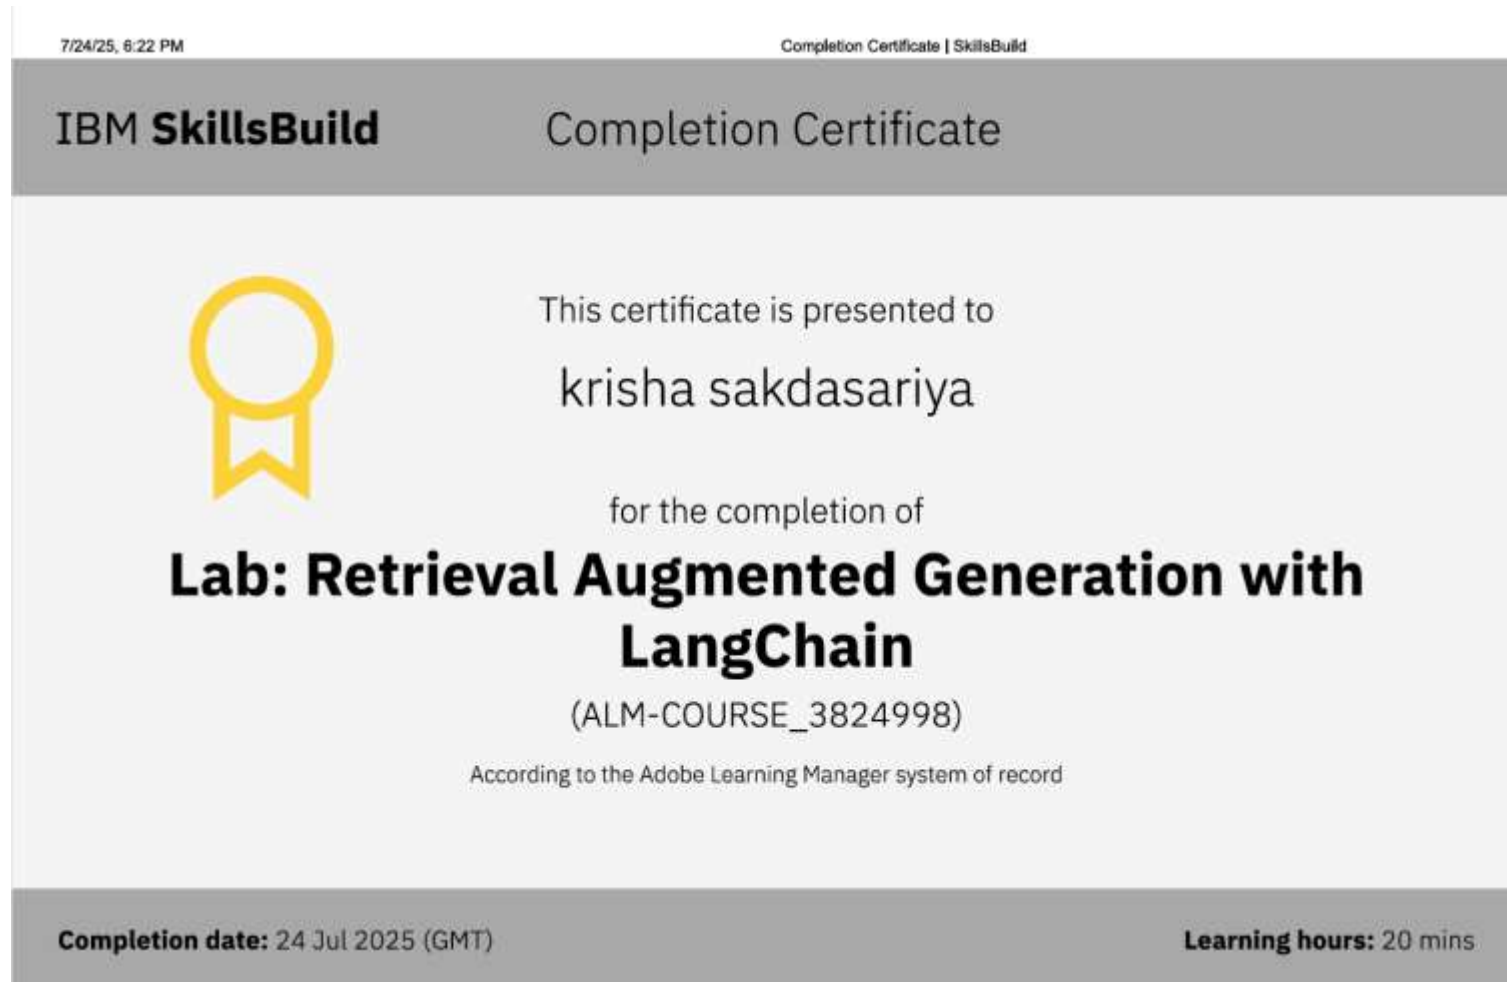 7/24/25, 6:22 PM
Completion Certificate | SkillsBuild
IBM SkillsBuild
Completion Certificate
This certificate is presented to
krisha sakdasariya
for the completion of
Lab: Retrieval Augmented Generation with
LangChain
(ALM-COURSE_3824998)
According to the Adobe Learning Manager system of record
Completion date: 24 Jul 2025 (GMT)
Learning hours: 20 mins